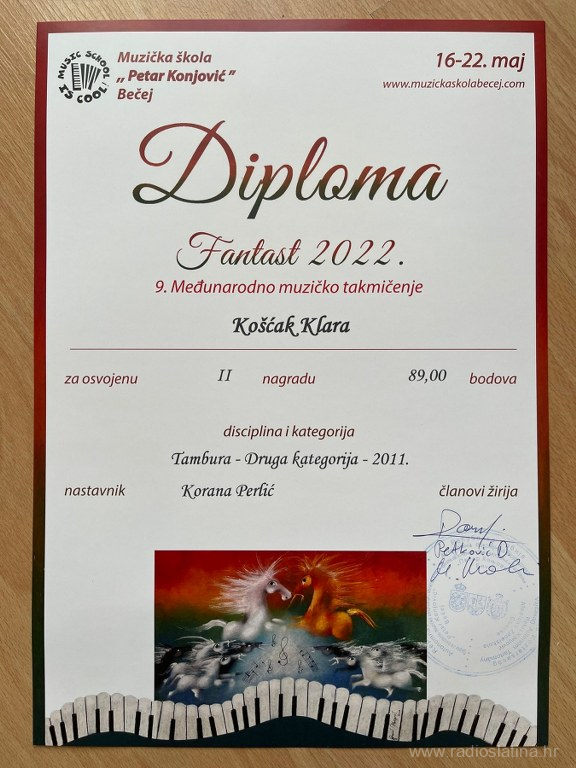 MUSIC SCHOOL IS COOL!
Muzička škola
,, Petar Konjović "
Bečej
16-22. maj
www.muzickaskolabecej.com
Diploma
Fantast 2022.
9. Međunarodno muzičko takmičenje
Košćak Klara
za osvojenu II nagradu 89,00 bodova
disciplina i kategorija
Tambura - Druga kategorija - 2011.
nastavnik Korana Perlić članovi žirija
Petković D.
www.radioslatina.hr